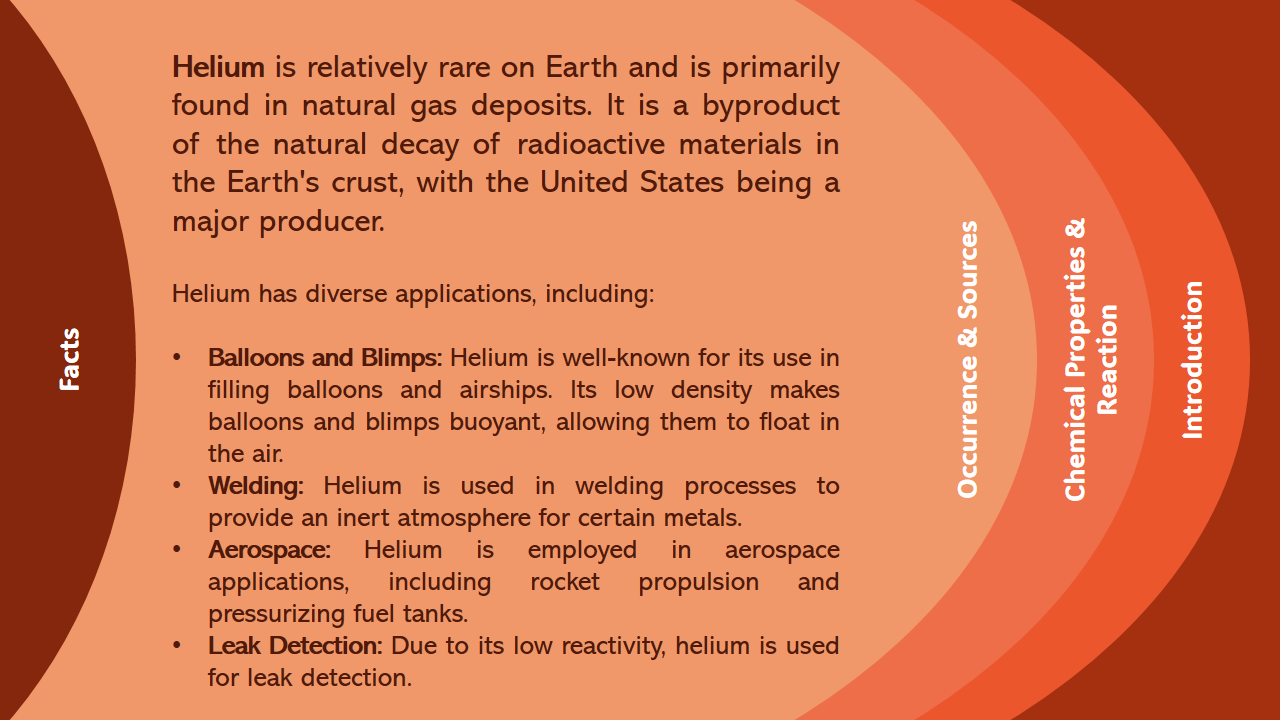 Facts
Helium is relatively rare on Earth and is primarily
found in natural gas deposits. It is a byproduct
of the natural decay of radioactive materials in
the Earth's crust, with the United States being a
major producer.
Helium has diverse applications, including:
• Balloons and Blimps: Helium is well-known for its use in
filling balloons and airships. Its low density makes
balloons and blimps buoyant, allowing them to float in
the air.
• Welding: Helium is used in welding processes to
provide an inert atmosphere for certain metals.
• Aerospace: Helium is employed in aerospace
applications, including rocket propulsion and
pressurizing fuel tanks.
• Leak Detection: Due to its low reactivity, helium is used
for leak detection.
Occurrence & Sources
Chemical Properties &
Reaction
Introduction